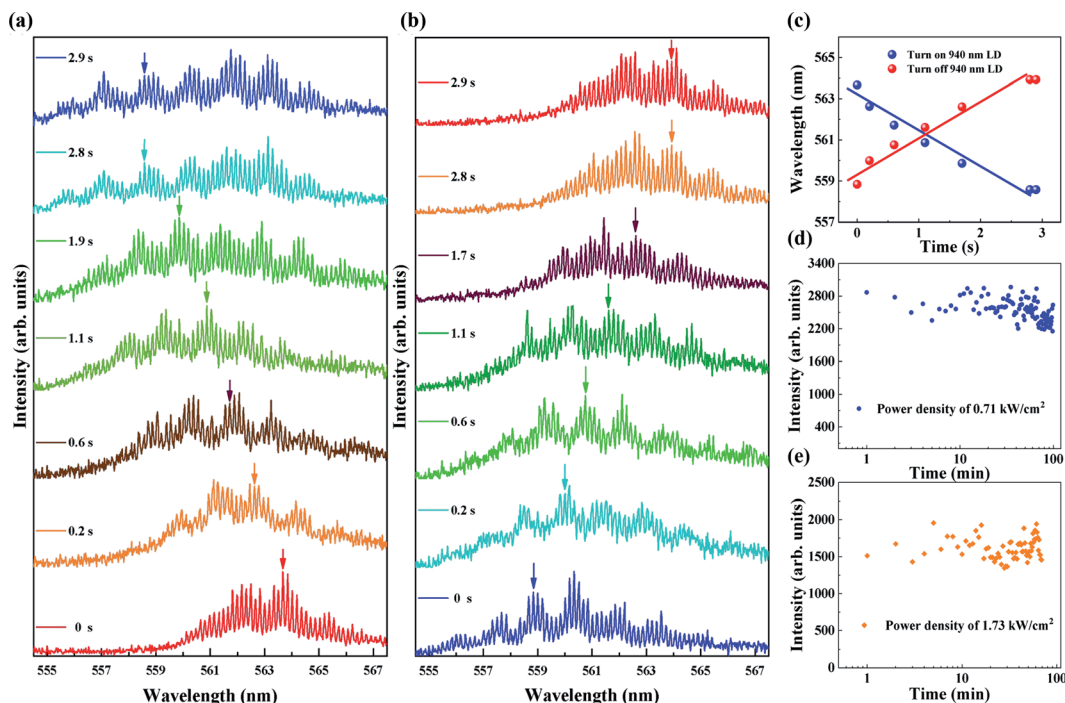 (a)
2.9 s
2.8 s
1.9 s
1.1 s
0.6 s
0.2 s
0 s
Intensity (arb. units)
555 557 559 561 563 565 567
Wavelength (nm)
(b)
2.9 s
2.8 s
1.7 s
1.1 s
0.6 s
0.2 s
0 s
Intensity (arb. units)
555 557 559 561 563 565 567
Wavelength (nm)
(c)
Turn on 940 nm LD
Turn off 940 nm LD
Wavelength (nm)
565
563
561
559
557
0 1 2 3
Time (s)
(d)
Intensity (arb. units)
3400
2800
2200
1600
1000
400
Power density of 0.71 kW/cm²
1 10 100
Time (min)
(e)
Intensity (arb. units)
2500
2000
1500
1000
500
0
Power density of 1.73 kW/cm²
1 10 100
Time (min)